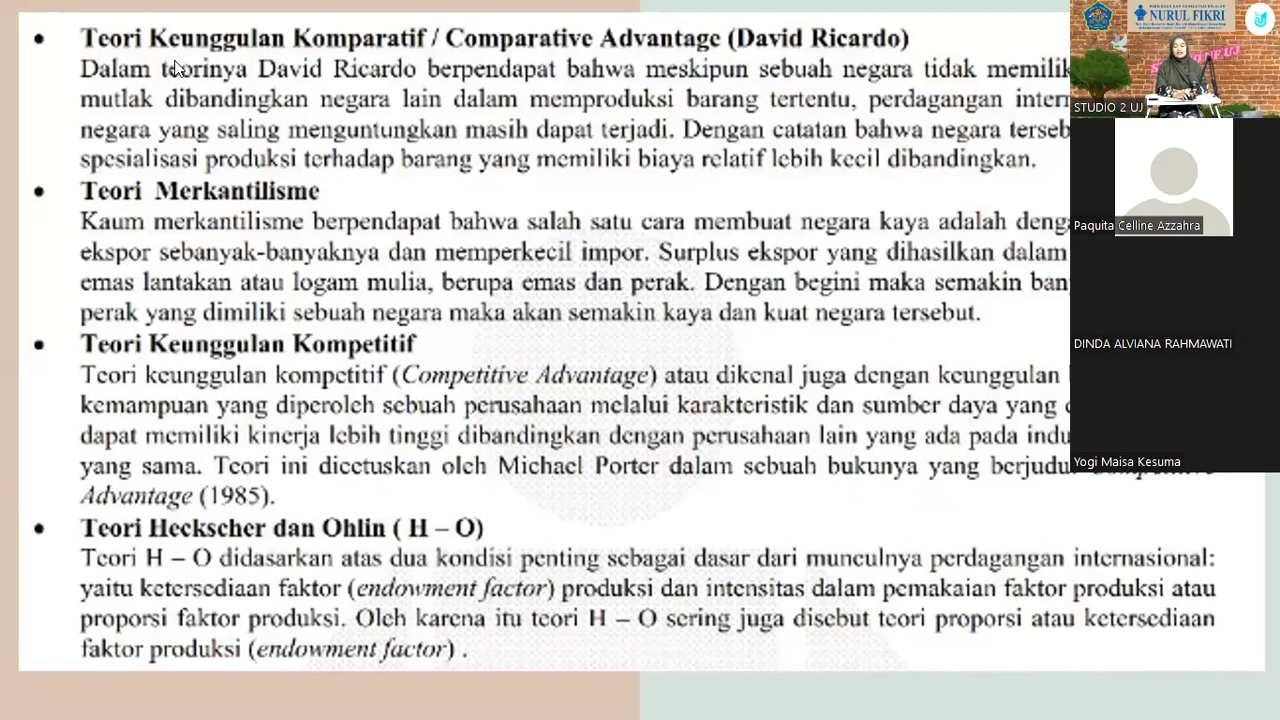 • Teori Keunggulan Komparatif / Comparative Advantage (David Ricardo)
Dalam teorinya David Ricardo berpendapat bahwa meskipun sebuah negara tidak memilik
mutlak dibandingkan negara lain dalam memproduksi barang tertentu, perdagangan intern
negara yang saling menguntungkan masih dapat terjadi. Dengan catatan bahwa negara terseb
spesialisasi produksi terhadap barang yang memiliki biaya relatif lebih kecil dibandingkan.
• Teori Merkantilisme
Kaum merkantilisme berpendapat bahwa salah satu cara membuat negara kaya adalah deng
ekspor sebanyak-banyaknya dan memperkecil impor. Surplus ekspor yang dihasilkan dalam
emas lantakan atau logam mulia, berupa emas dan perak. Dengan begini maka semakin ban
perak yang dimiliki sebuah negara maka akan semakin kaya dan kuat negara tersebut.
• Teori Keunggulan Kompetitif
Teori keunggulan kompetitif (Competitive Advantage) atau dikenal juga dengan keunggulan
kemampuan yang diperoleh sebuah perusahaan melalui karakteristik dan sumber daya yang
dapat memiliki kinerja lebih tinggi dibandingkan dengan perusahaan lain yang ada pada indu
yang sama. Teori ini dicetuskan oleh Michael Porter dalam sebuah bukunya yang berjudu
Advantage (1985).
• Teori Heckscher dan Ohlin ( H – O)
Teori H – O didasarkan atas dua kondisi penting sebagai dasar dari munculnya perdagangan internasional:
yaitu ketersediaan faktor (endowment factor) produksi dan intensitas dalam pemakaian faktor produksi atau
proporsi faktor produksi. Oleh karena itu teori H – O sering juga disebut teori proporsi atau ketersediaan
faktor produksi (endowment factor) .
NURUL FIKRI
STUDIO 2 UJ
Paquita Celline Azzahra
DINDA ALVIANA RAHMAWATI
Yogi Maisa Kesuma